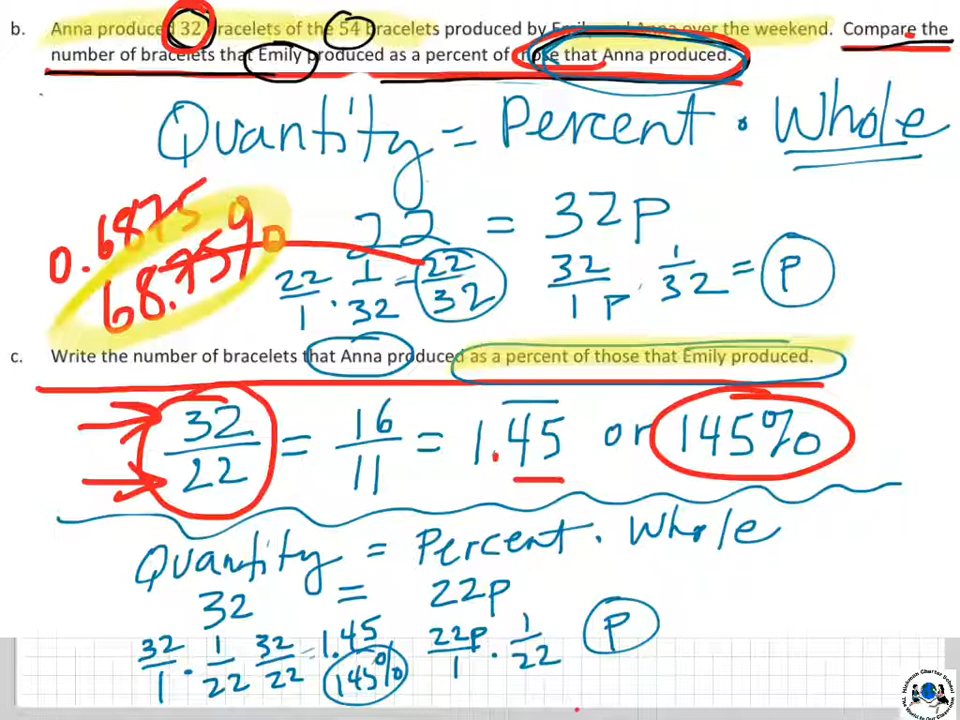 b. Anna produced 32 bracelets of the 54 bracelets produced by Emily and Anna over the weekend. Compare the
number of bracelets that Emily produced as a percent of those that Anna produced.
Quantity = Percent • Whole
22 = 32P
0.6875
68.75%
22/1 · 1/32 = 22/32 32/1 P · 1/32 = P
c. Write the number of bracelets that Anna produced as a percent of those that Emily produced.
32/22 = 16/11 = 1.4̅5̅ or 145%
Quantity = Percent · Whole
32 = 22P
32/1 · 1/22 32/22 = 1.45 22P/1 · 1/22 P
145%